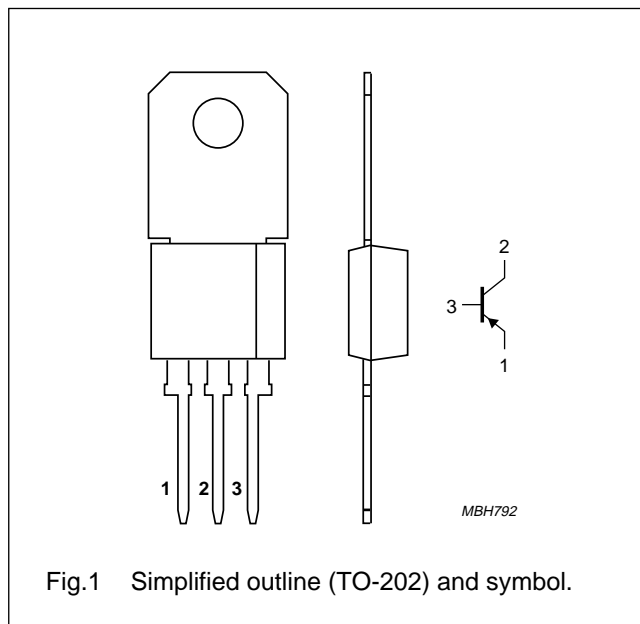 2
3
1
1 2 3
MBH792
Fig.1 Simplified outline (TO-202) and symbol.